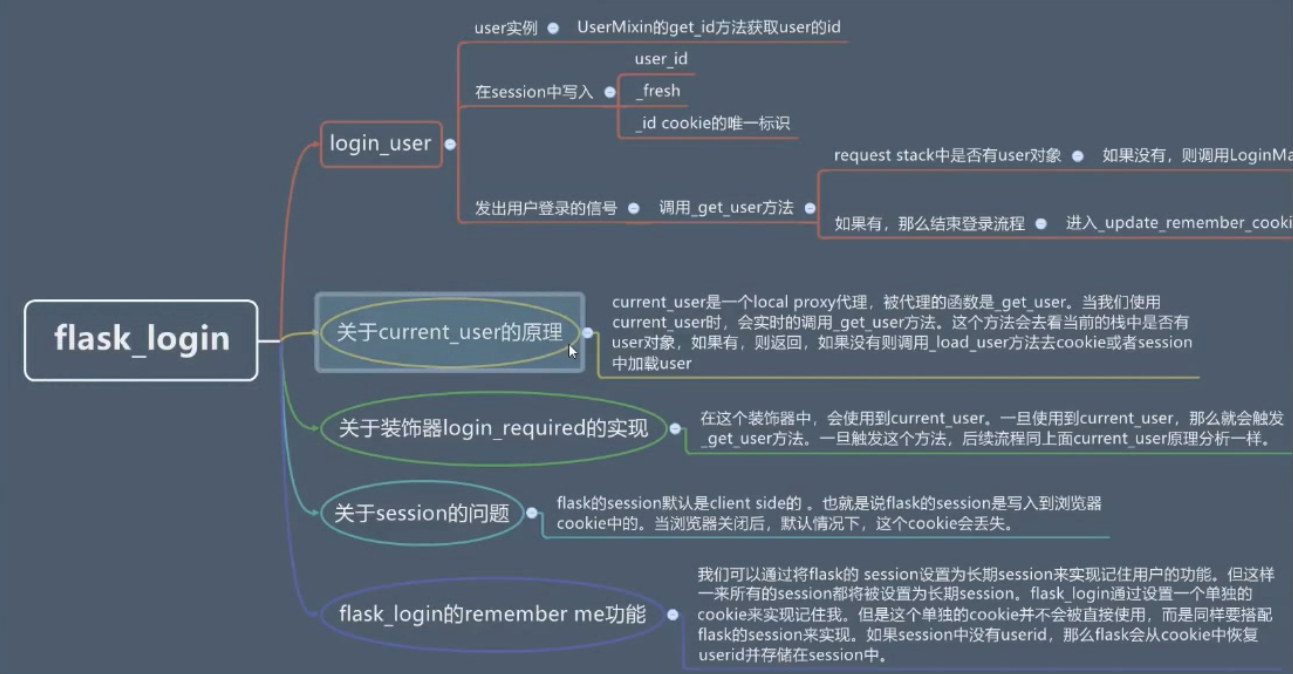 user实例
UserMixin的get_id方法获取user的id
user_id
在session中写入
_fresh
_id cookie的唯一标识
login_user
request stack中是否有user对象
如果没有，则调用LoginMa
发出用户登录的信号
调用_get_user方法
如果有，那么结束登录流程
进入_update_remember_cooki
flask_login
关于current_user的原理
current_user是一个local proxy代理，被代理的函数是_get_user。当我们使用
current_user时，会实时的调用_get_user方法。这个方法会去看当前的栈中是否有
user对象，如果有，则返回，如果没有则调用_load_user方法去cookie或者session
中加载user
关于装饰器login_required的实现
在这个装饰器中，会使用到current_user。一旦使用到current_user，那么就会触发
_get_user方法。一旦触发这个方法，后续流程同上面current_user原理分析一样。
关于session的问题
flask的session默认是client side的 。也就是说flask的session是写入到浏览器
cookie中的。当浏览器关闭后，默认情况下，这个cookie会丢失。
flask_login的remember me功能
我们可以通过将flask的 session设置为长期session来实现记住用户的功能。但这样
一来所有的session都将被设置为长期session。flask_login通过设置一个单独的
cookie来实现记住我。但是这个单独的cookie并不会被直接使用，而是同样要搭配
flask的session来实现。如果session中没有userid，那么flask会从cookie中恢复
userid并存储在session中。